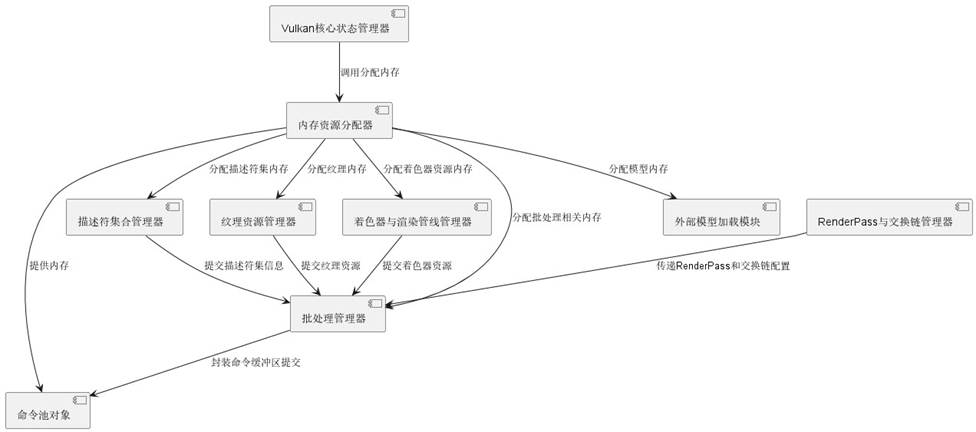 Vulkan核心状态管理器
调用分配内存
内存资源分配器
分配描述符集内存
分配纹理内存
分配着色器资源内存
分配模型内存
描述符集合管理器
纹理资源管理器
着色器与渲染管线管理器
分配批处理相关内存
外部模型加载模块
RenderPass与交换链管理器
提供内存
提交描述符集信息
提交纹理资源
提交着色器资源
传递RenderPass和交换链配置
批处理管理器
封装命令缓冲区提交
命令池对象